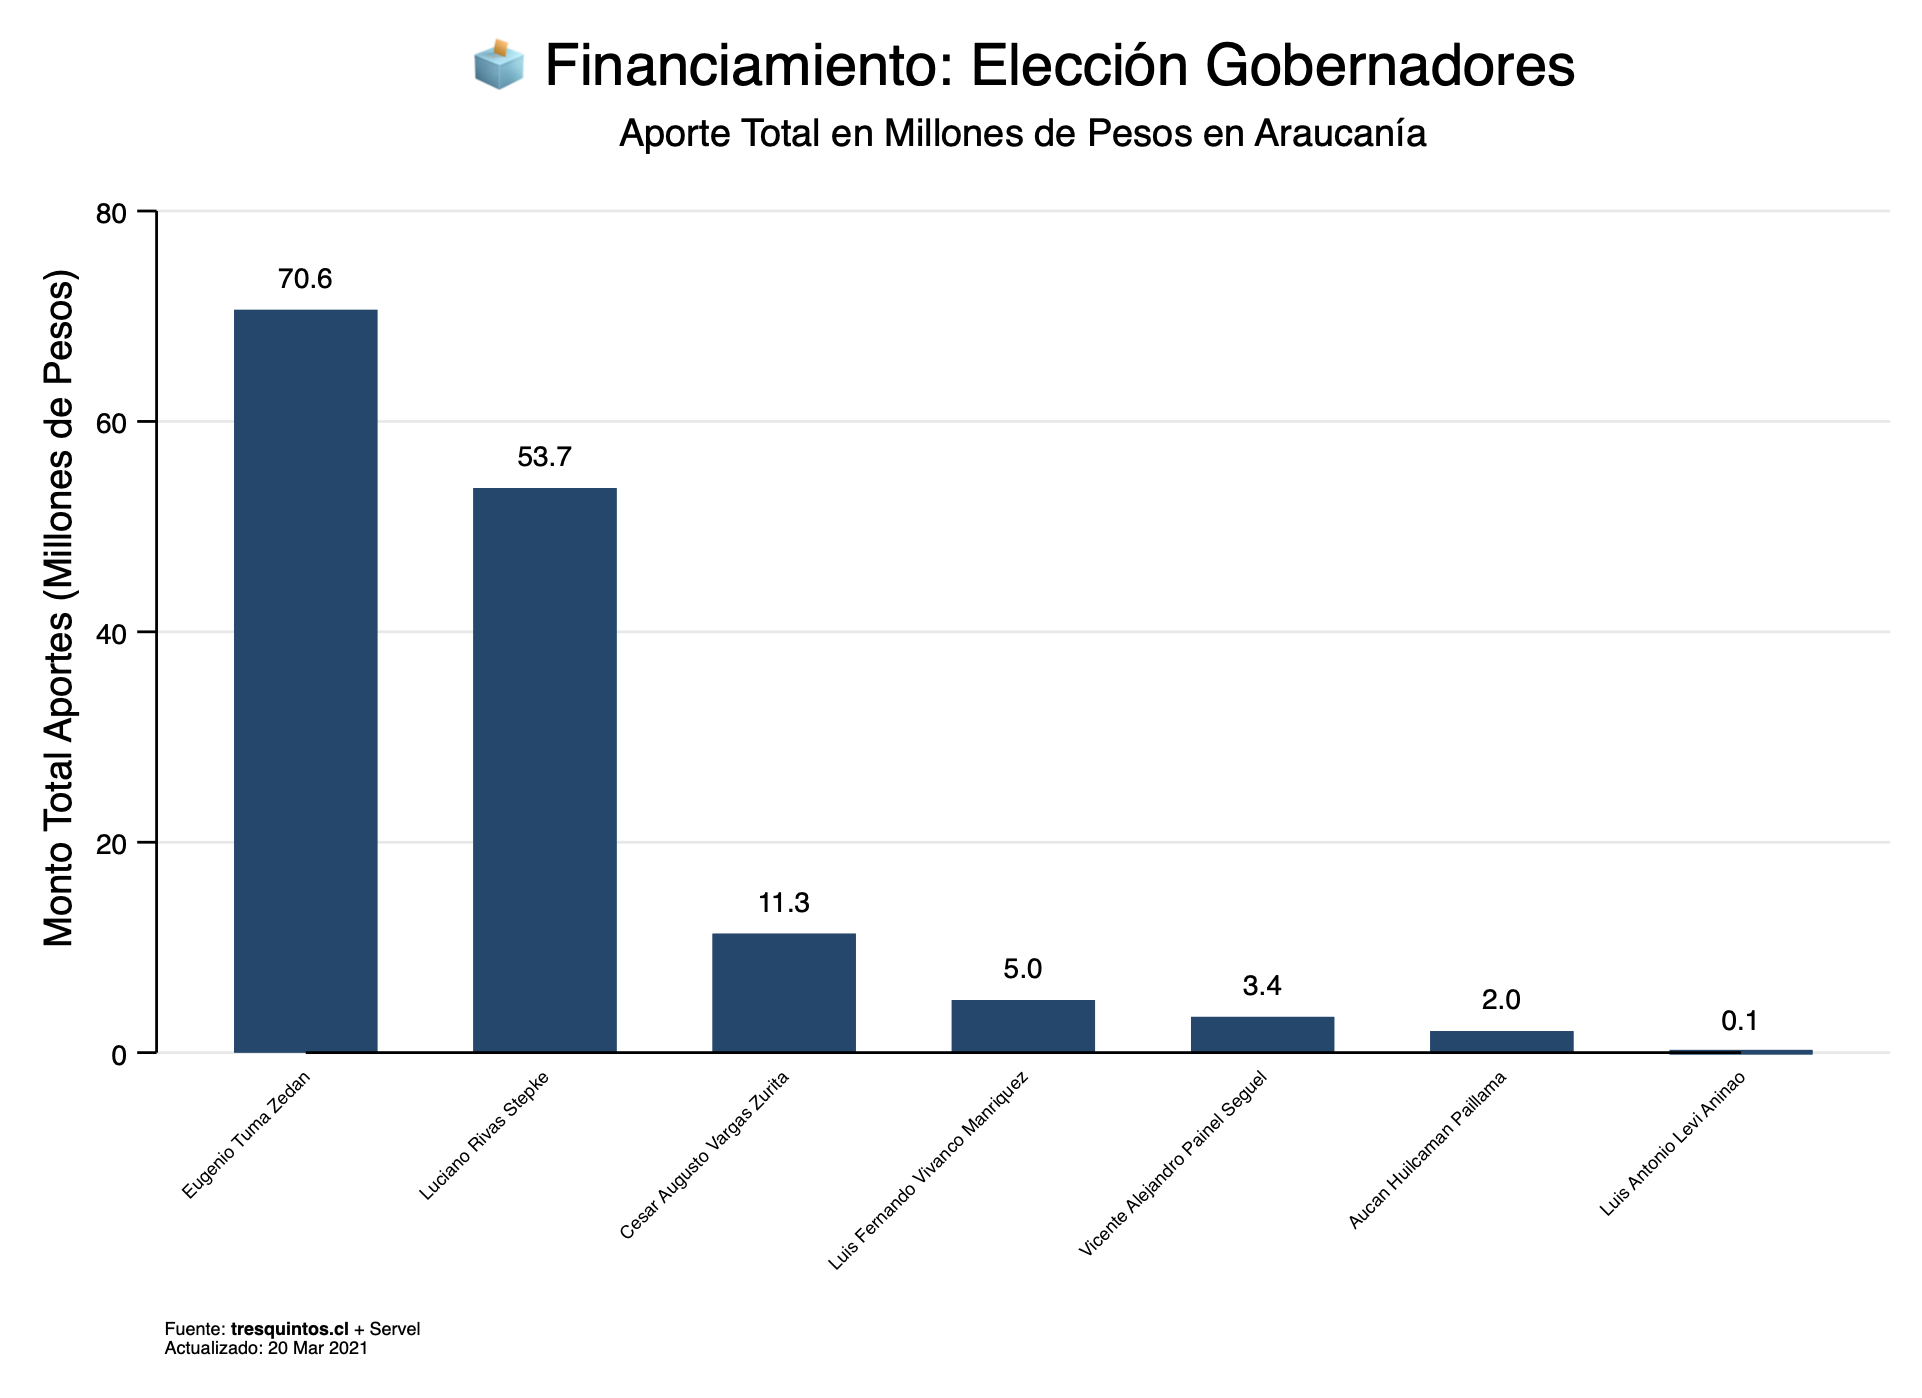 Financiamiento: Elección Gobernadores
Aporte Total en Millones de Pesos en Araucanía
Monto Total Aportes (Millones de Pesos)
80
60
40
20
0
70.6
53.7
11.3
5.0
3.4
2.0
0.1
Eugenio Tuma Zedan
Luciano Rivas Stepke
Cesar Augusto Vargas Zurita
Luis Fernando Vivanco Manriquez
Vicente Alejandro Painel Seguel
Aucan Huilcaman Paillama
Luis Antonio Levi Aninao
Fuente: tresquintos.cl + Servel
Actualizado: 20 Mar 2021